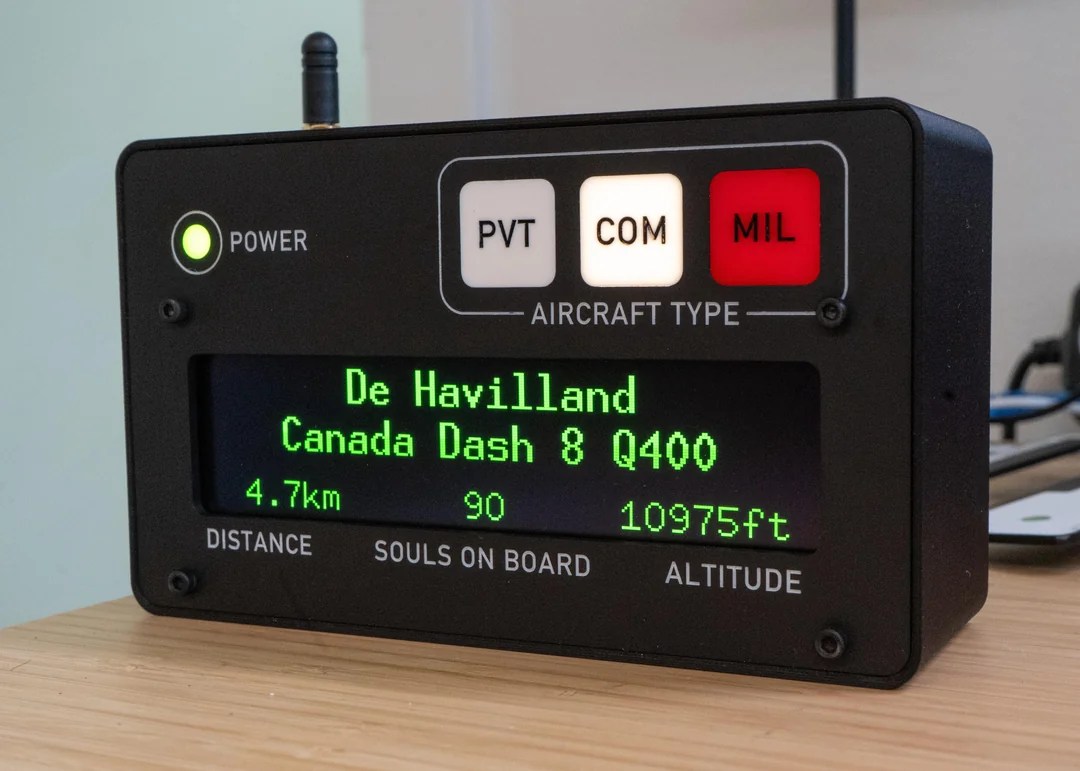 POWER
PVT COM MIL
AIRCRAFT TYPE
De Havilland
Canada Dash 8 Q400
4.7km 90 10975ft
DISTANCE SOULS ON BOARD ALTITUDE